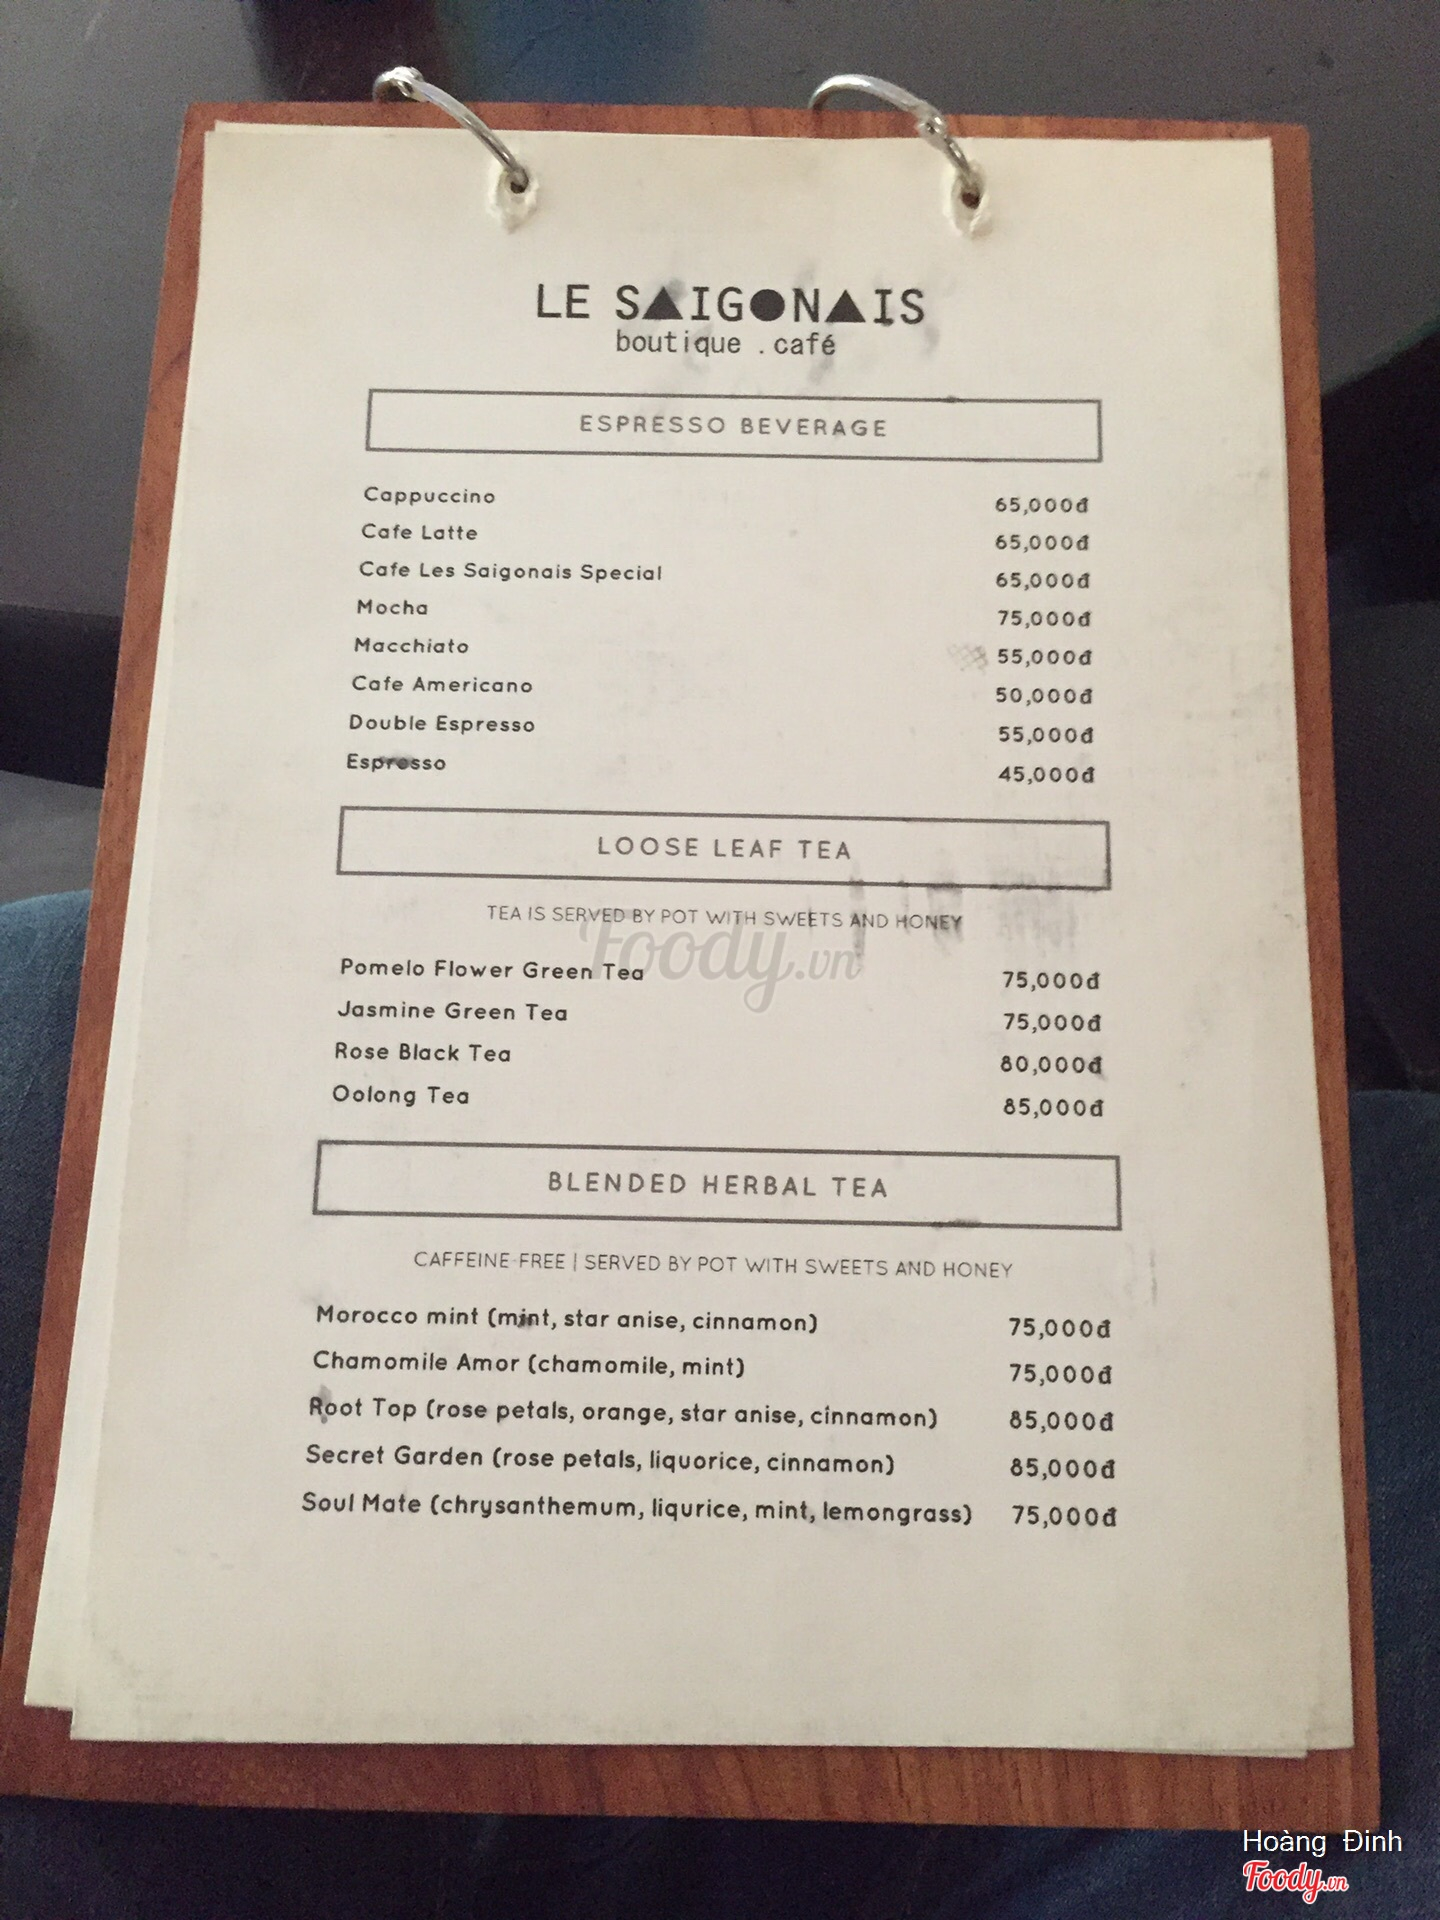 LE SAIGONAIS
boutique .café
ESPRESSO BEVERAGE
Cappuccino 65,000đ
Cafe Latte 65,000đ
Cafe Les Saigonais Special 65,000đ
Mocha 75,000đ
Macchiato 55,000đ
Cafe Americano 50,000đ
Double Espresso 55,000đ
Espresso 45,000đ
LOOSE LEAF TEA
TEA IS SERVED BY POT WITH SWEETS AND HONEY
Foody.vn
Pomelo Flower Green Tea 75,000đ
Jasmine Green Tea 75,000đ
Rose Black Tea 80,000đ
Oolong Tea 85,000đ
BLENDED HERBAL TEA
CAFFEINE FREE | SERVED BY POT WITH SWEETS AND HONEY
Morocco mint (mint, star anise, cinnamon) 75,000đ
Chamomile Amor (chamomile, mint) 75,000đ
Root Top (rose petals, orange, star anise, cinnamon) 85,000đ
Secret Garden (rose petals, liquorice, cinnamon) 85,000đ
Soul Mate (chrysanthemum, liqurice, mint, lemongrass) 75,000đ
Hoàng Đinh
Foody.vn